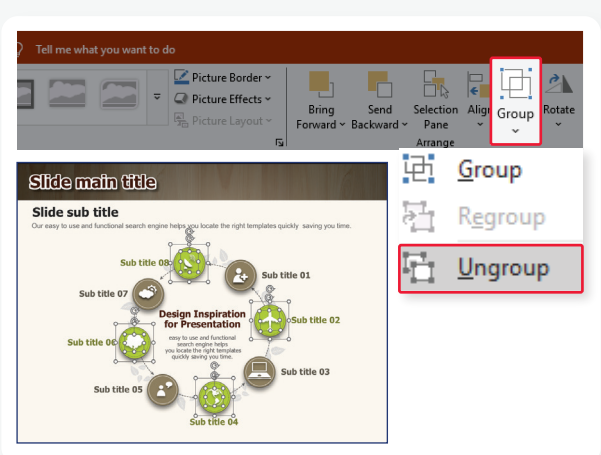 Tell me what you want to do
Picture Border
Picture Effects
Picture Layout
Bring
Forward
Send
Backward
Selection
Pane
Align
Group
Rotate
Arrange
Group
Regroup
Ungroup
Slide main title
Slide sub title
Our easy to use and functional search engine helps you locate the right templates quickly saving you time.
Sub title 08
Sub title 01
Sub title 07
Design Inspiration
for Presentation
Sub title 02
easy to use and functional
search engine helps
you locate the right templates
quickly saving you time.
Sub title 06
Sub title 03
Sub title 05
Sub title 04